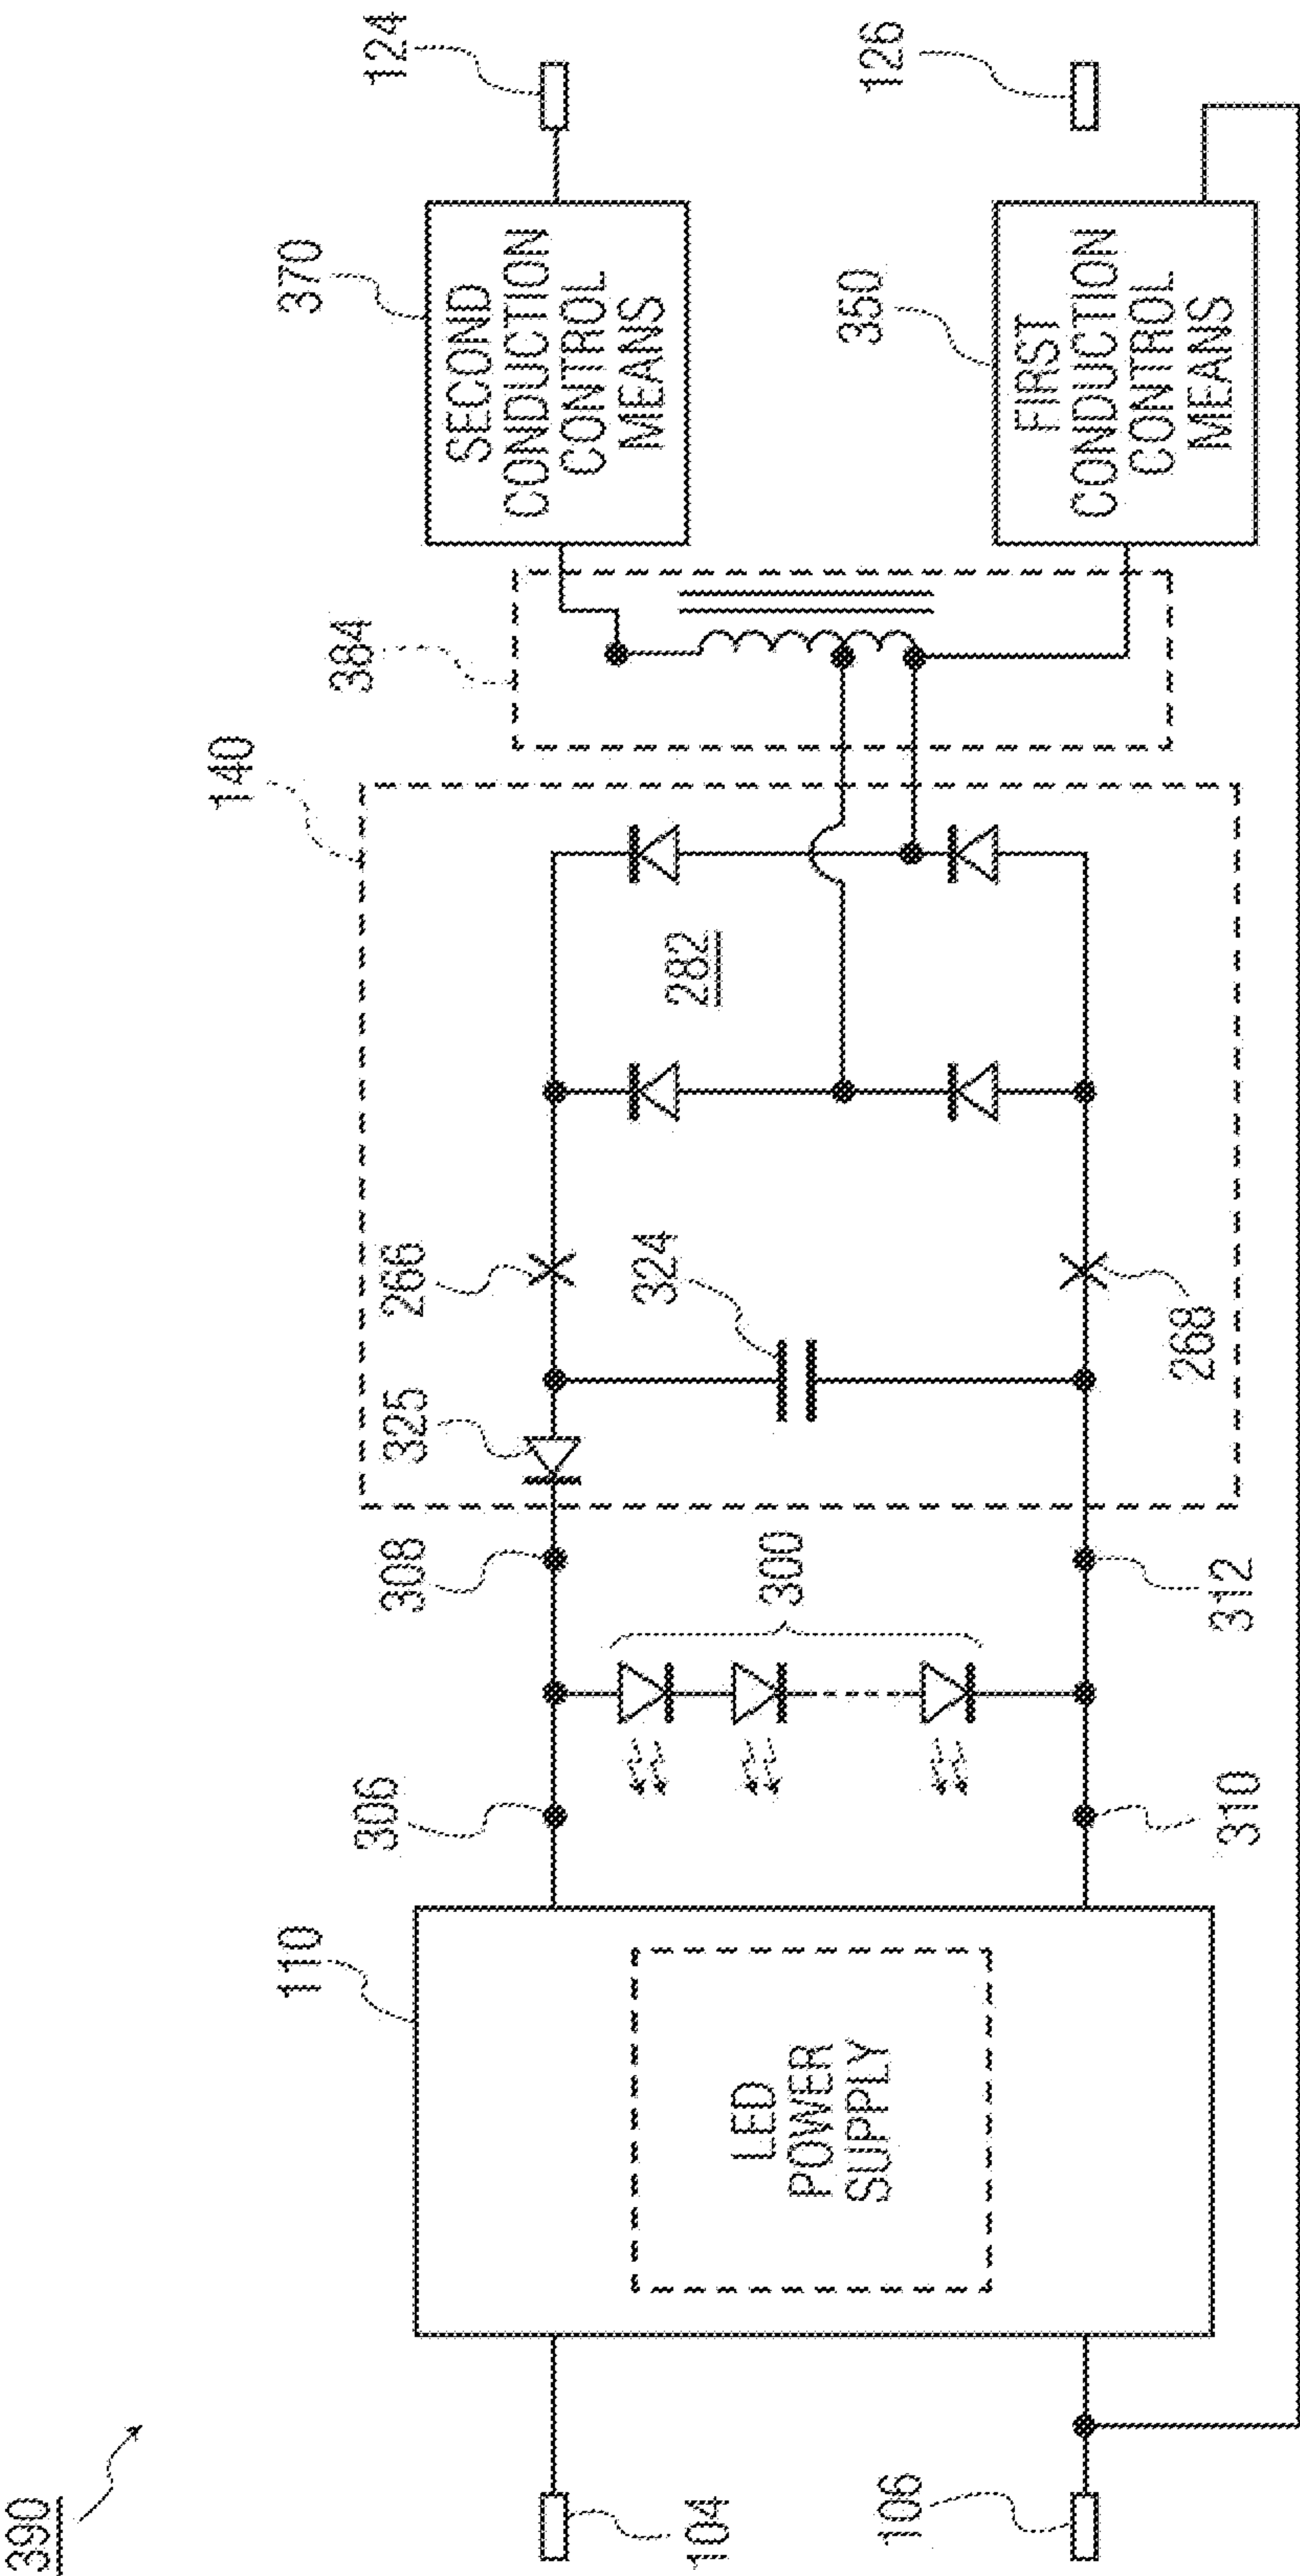 390
104
106
110
LED
POWER
SUPPLY
306
310
300
308
312
325
324
266
268
140
282
384
370
SECOND
CONDUCTION
CONTROL
MEANS
350
FIRST
CONDUCTION
CONTROL
MEANS
124
126